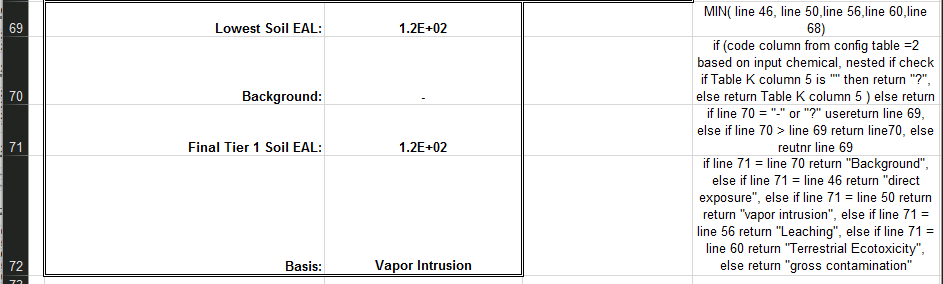 MIN( line 46, line 50,line 56,line 60,line
69 Lowest Soil EAL: 1.2E+02 68)
if (code column from config table =2
based on input chemical, nested if check
if Table K column 5 is "" then return "?",
70 Background: - else return Table K column 5 ) else return
if line 70 = "-" or "?" usereturn line 69,
else if line 70 > line 69 return line70, else
71 Final Tier 1 Soil EAL: 1.2E+02 reutnr line 69
if line 71 = line 70 return "Background",
else if line 71 = line 46 return "direct
exposure", else if line 71 = line 50 return
return "vapor intrusion", else if line 71 =
line 56 return "Leaching", else if line 71 =
line 60 return "Terrestrial Ecotoxicity",
72 Basis: Vapor Intrusion else return "gross contamination"